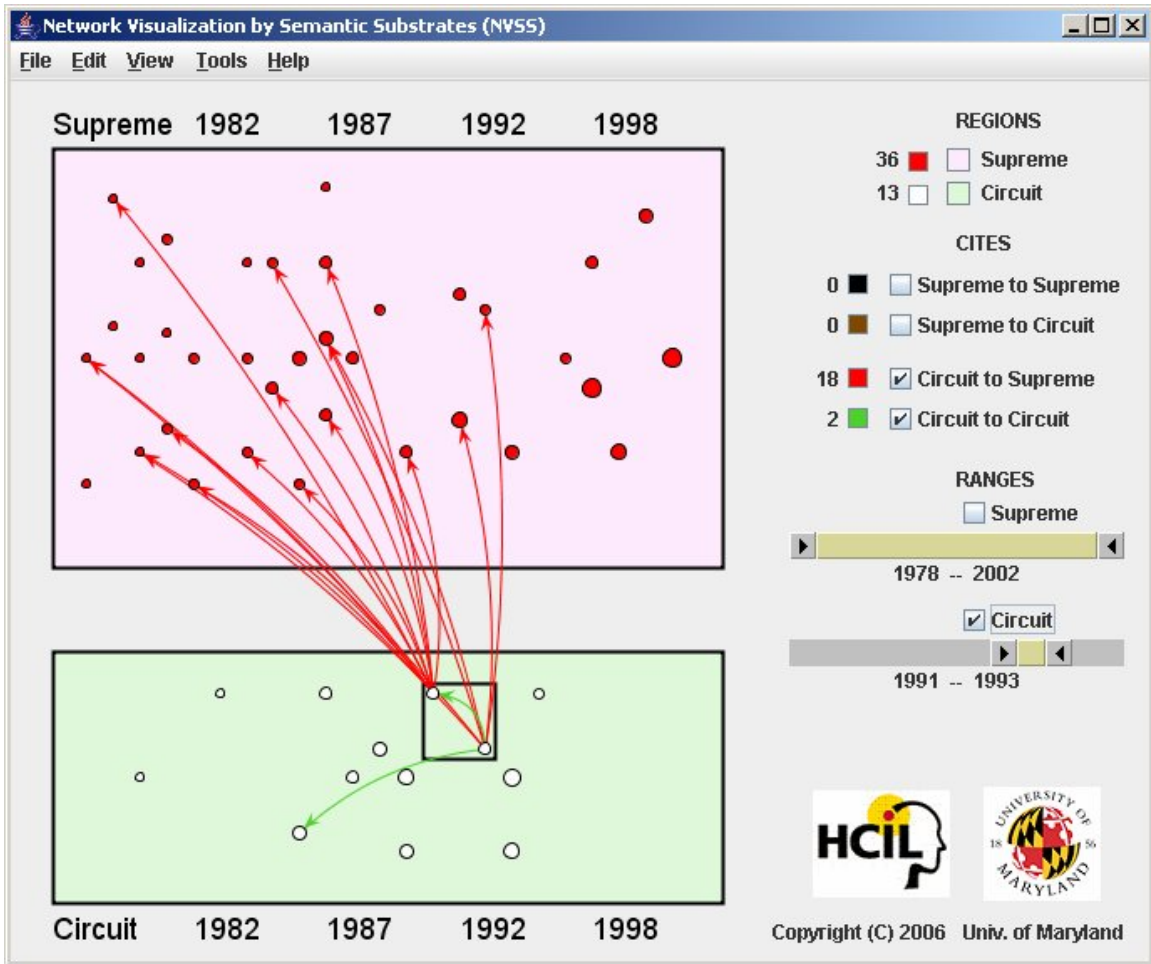 Network Visualization by Semantic Substrates (NVSS)
File Edit View Tools Help
Supreme 1982 1987 1992 1998
REGIONS
36 Supreme
13 Circuit
CITES
0 Supreme to Supreme
0 Supreme to Circuit
18 Circuit to Supreme
2 Circuit to Circuit
RANGES
Supreme
1978 -- 2002
Circuit
1991 -- 1993
HCIL
UNIVERSITY OF
18 56
MARYLAND
Circuit 1982 1987 1992 1998
Copyright (C) 2006 Univ. of Maryland